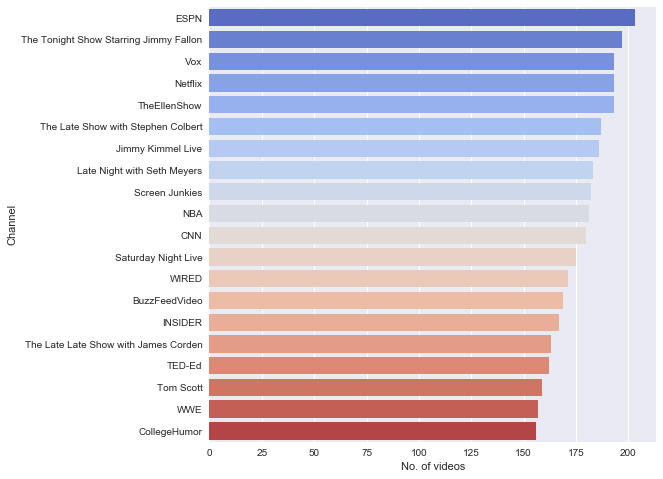 ESPN
The Tonight Show Starring Jimmy Fallon
Vox
Netflix
TheEllenShow
The Late Show with Stephen Colbert
Jimmy Kimmel Live
Late Night with Seth Meyers
Screen Junkies
NBA
CNN
Saturday Night Live
WIRED
BuzzFeedVideo
INSIDER
The Late Late Show with James Corden
TED-Ed
Tom Scott
WWE
CollegeHumor
Channel
0 25 50 75 100 125 150 175 200
No. of videos